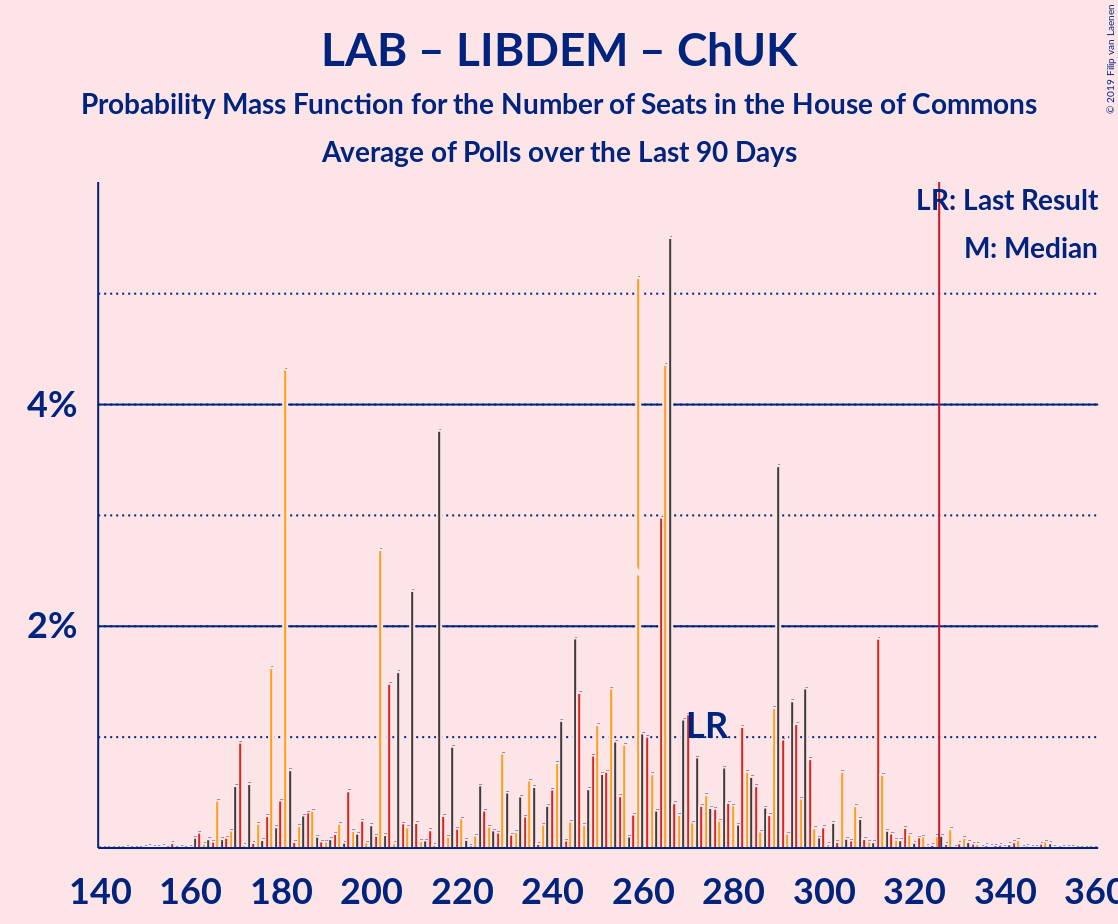 LAB – LIBDEM – ChUK
Probability Mass Function for the Number of Seats in the House of Commons
Average of Polls over the Last 90 Days
© 2019 Filip van Laenen
LR: Last Result
M: Median
4%
2%
LR
140 160 180 200 220 240 260 280 300 320 340 360